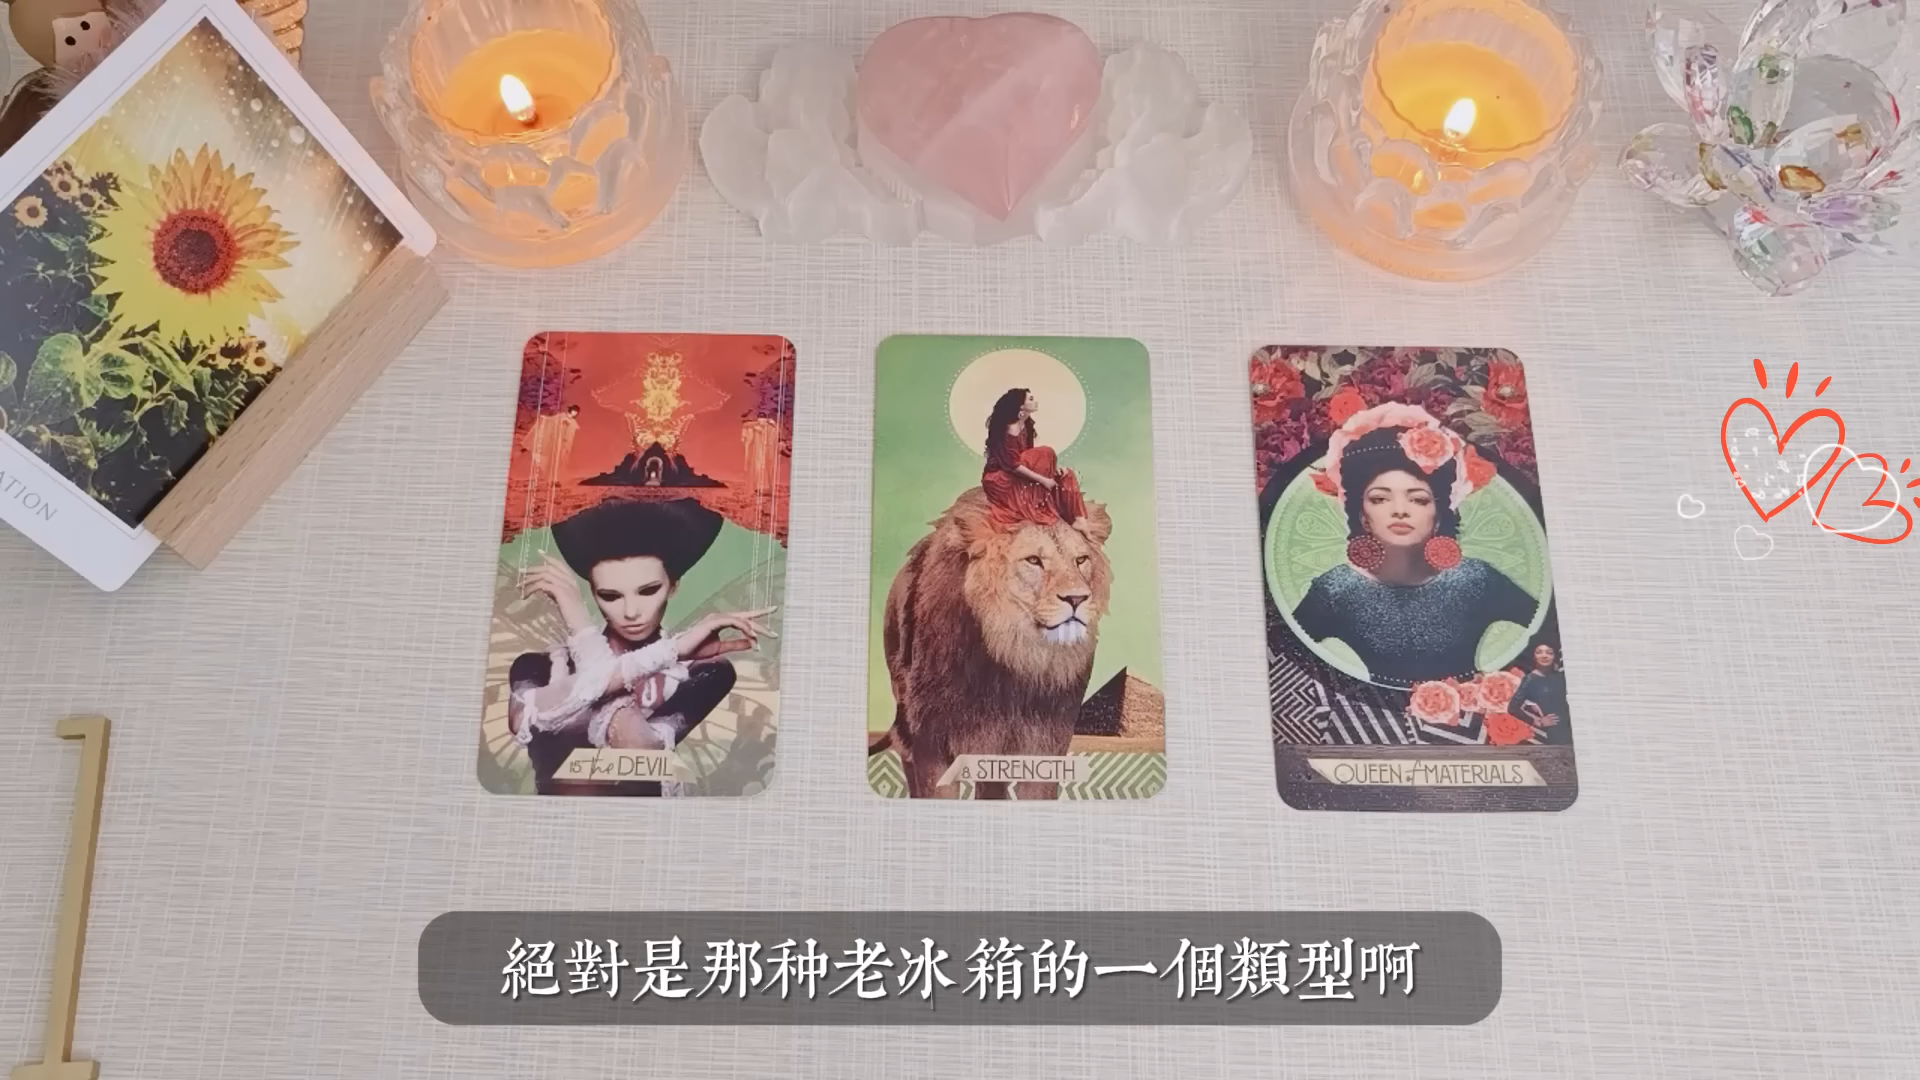 ATION
15 the DEVIL
8 STRENGTH
QUEEN of MATERIALS
絕對是那种老冰箱的一個類型啊